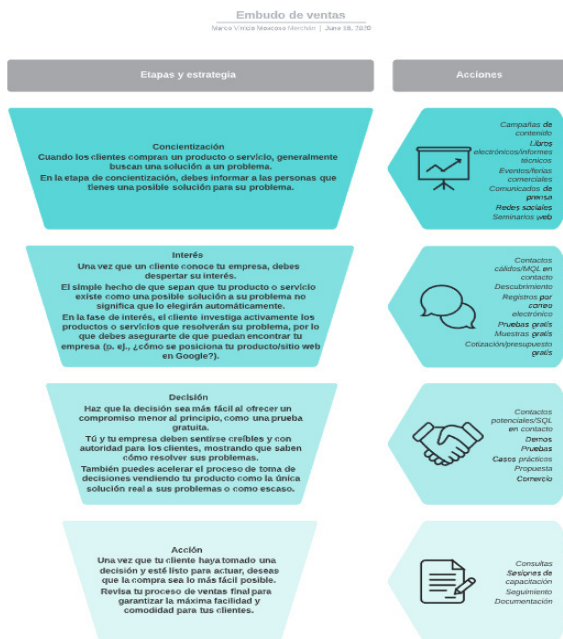 Embudo de ventas
Marco Vinicio Moscoso Merchán | June 16, 2020
Etapas y estrategia
Acciones
Concientización
Cuando los clientes compran un producto o servicio, generalmente
buscan una solución a un problema.
En la etapa de concientización, debes informar a las personas que
tienes una posible solución para su problema.
Campañas de
contenido
Libros
electrónicos/informes
técnicos
Eventos/ferias
comerciales
Comunicados de
prensa
Redes sociales
Seminarios web
Interés
Una vez que un cliente conoce tu empresa, debes
despertar su interés.
El simple hecho de que sepan que tu producto o servicio
existe como una posible solución a su problema no
significa que lo elegirán automáticamente.
En la fase de interés, el cliente investiga activamente los
productos o servicios que resolverán su problema, por lo
que debes asegurarte de que puedan encontrar tu
empresa (p. ej., ¿cómo se posiciona tu producto/sitio web
en Google?).
Contactos
cálidos/MQL en
contacto
Descubrimiento
Registros por
correo
electrónico
Pruebas gratis
Muestras gratis
Cotización/presupuesto
gratis
Decisión
Haz que la decisión sea más fácil al ofrecer un
compromiso menor al principio, como una prueba
gratuita.
Tú y tu empresa deben sentirse creíbles y con
autoridad para los clientes, mostrando que saben
cómo resolver sus problemas.
También puedes acelerar el proceso de toma de
decisiones vendiendo tu producto como la única
solución real a sus problemas o como escaso.
Contactos
potenciales/SQL
en contacto
Demos
Pruebas
Casos prácticos
Propuesta
Comercio
Acción
Una vez que tu cliente haya tomado una
decisión y esté listo para actuar, deseas
que la compra sea lo más fácil posible.
Revisa tu proceso de ventas final para
garantizar la máxima facilidad y
comodidad para tus clientes.
Consultas
Sesiones de
capacitación
Seguimiento
Documentación